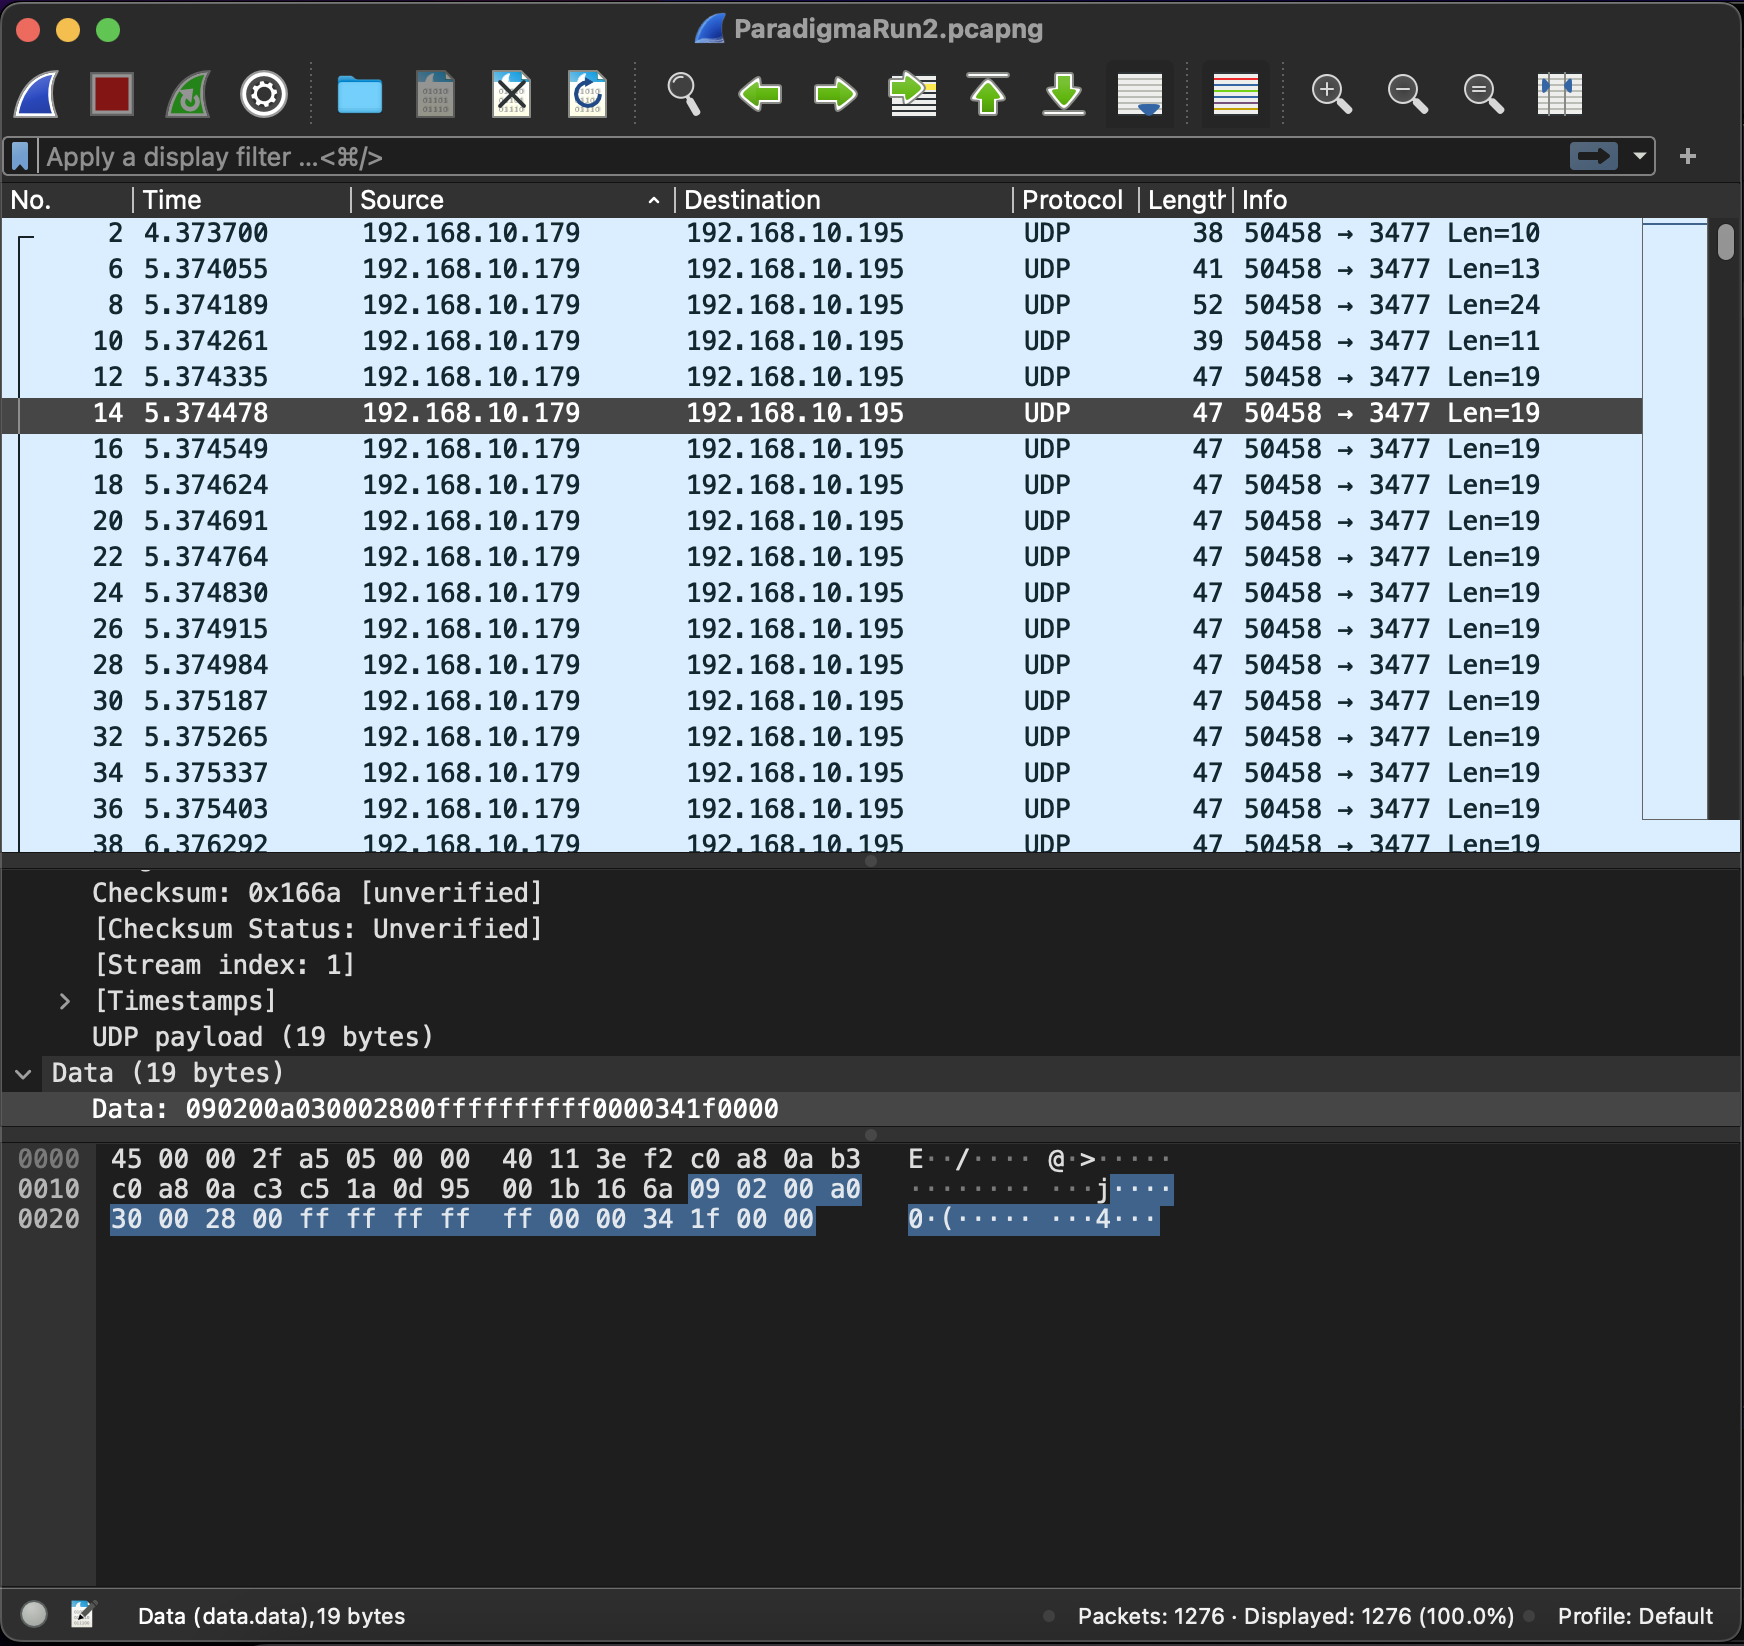 ParadigmaRun2.pcapng
Apply a display filter ...<⌘/>
No. Time Source Destination Protocol Length Info
2 4.373700 192.168.10.179 192.168.10.195 UDP 38 50458 → 3477 Len=10
6 5.374055 192.168.10.179 192.168.10.195 UDP 41 50458 → 3477 Len=13
8 5.374189 192.168.10.179 192.168.10.195 UDP 52 50458 → 3477 Len=24
10 5.374261 192.168.10.179 192.168.10.195 UDP 39 50458 → 3477 Len=11
12 5.374335 192.168.10.179 192.168.10.195 UDP 47 50458 → 3477 Len=19
14 5.374478 192.168.10.179 192.168.10.195 UDP 47 50458 → 3477 Len=19
16 5.374549 192.168.10.179 192.168.10.195 UDP 47 50458 → 3477 Len=19
18 5.374624 192.168.10.179 192.168.10.195 UDP 47 50458 → 3477 Len=19
20 5.374691 192.168.10.179 192.168.10.195 UDP 47 50458 → 3477 Len=19
22 5.374764 192.168.10.179 192.168.10.195 UDP 47 50458 → 3477 Len=19
24 5.374830 192.168.10.179 192.168.10.195 UDP 47 50458 → 3477 Len=19
26 5.374915 192.168.10.179 192.168.10.195 UDP 47 50458 → 3477 Len=19
28 5.374984 192.168.10.179 192.168.10.195 UDP 47 50458 → 3477 Len=19
30 5.375187 192.168.10.179 192.168.10.195 UDP 47 50458 → 3477 Len=19
32 5.375265 192.168.10.179 192.168.10.195 UDP 47 50458 → 3477 Len=19
34 5.375337 192.168.10.179 192.168.10.195 UDP 47 50458 → 3477 Len=19
36 5.375403 192.168.10.179 192.168.10.195 UDP 47 50458 → 3477 Len=19
38 6.376292 192.168.10.179 192.168.10.195 UDP 47 50458 → 3477 Len=19
Checksum: 0x166a [unverified]
[Checksum Status: Unverified]
[Stream index: 1]
[Timestamps]
UDP payload (19 bytes)
Data (19 bytes)
Data: 090200a030002800ffffffffff0000341f0000
0000 45 00 00 2f a5 05 00 00 40 11 3e f2 c0 a8 0a b3 E··/···· @·>·····
0010 c0 a8 0a c3 c5 1a 0d 95 00 1b 16 6a 09 02 00 a0 ········ ···j····
0020 30 00 28 00 ff ff ff ff ff 00 00 34 1f 00 00 0·(····· ···4···
Data (data.data),19 bytes Packets: 1276 · Displayed: 1276 (100.0%) Profile: Default